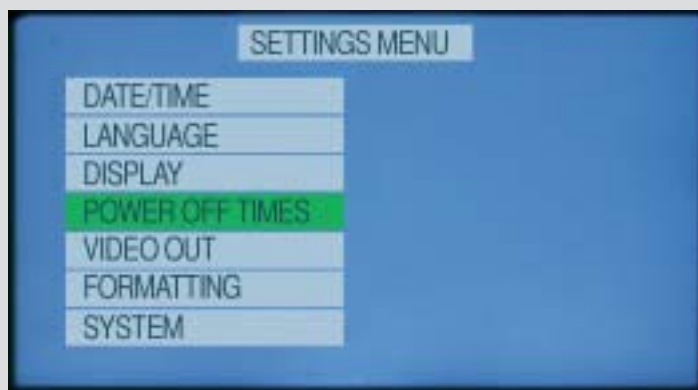 SETTINGS MENU
DATE/TIME
LANGUAGE
DISPLAY
POWER OFF TIMES
VIDEO OUT
FORMATTING
SYSTEM